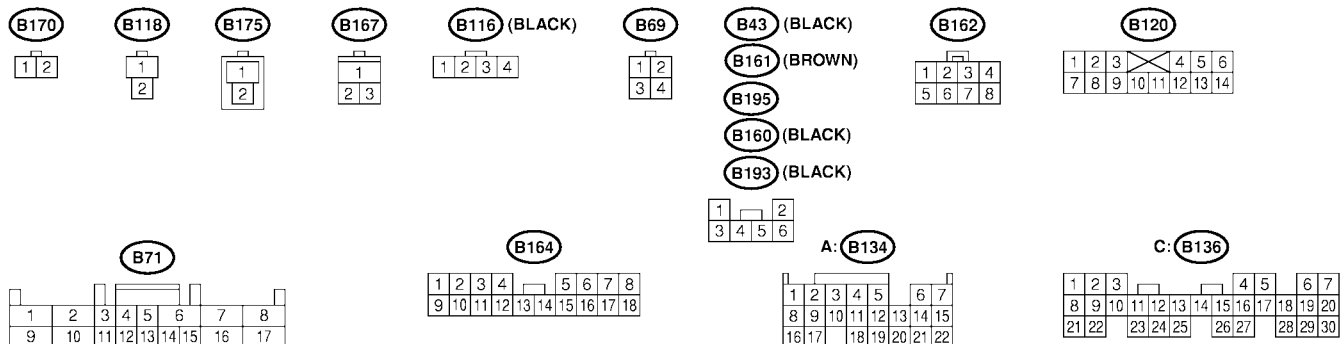 B170 B118 B175 B167 B116 (BLACK) B69 B43 (BLACK) B162 B120
B161 (BROWN)
B195
B160 (BLACK)
B193 (BLACK)
1 2
1
2
1
2
1
2 3
1 2 3 4
1 2
3 4
1 2
3 4 5 6
1 2 3 4
5 6 7 8
1 2 3 4 5 6
7 8 9 10 11 12 13 14
B71 B164 A: B134 C: B136
1 2 3 4 5 6 7 8
9 10 11 12 13 14 15 16 17
1 2 3 4 5 6 7 8
9 10 11 12 13 14 15 16 17 18
1 2 3 4 5 6 7
8 9 10 11 12 13 14 15
16 17 18 19 20 21 22
1 2 3 4 5 6 7
8 9 10 11 12 13 14 15 16 17 18 19 20
21 22 23 24 25 26 27 28 29 30